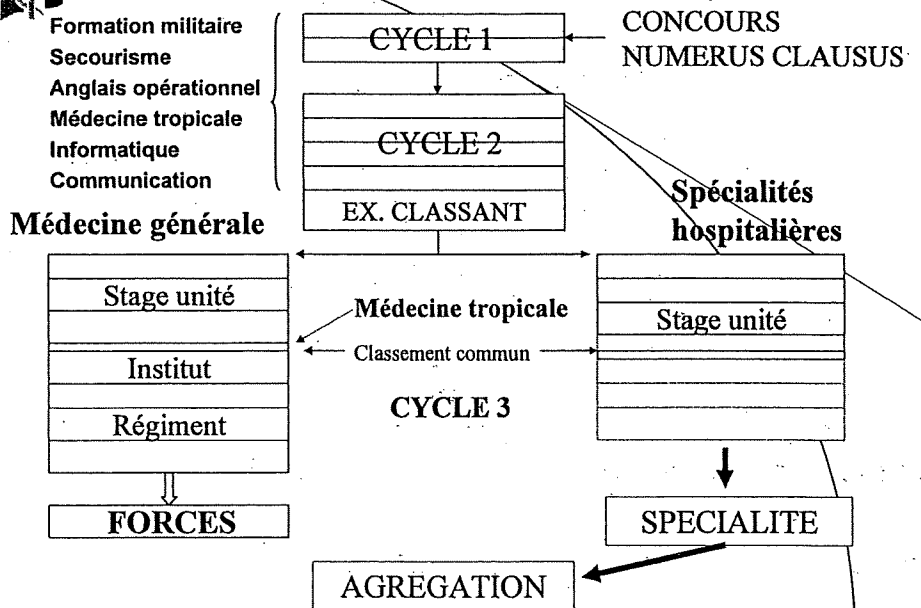 Formation militaire
Secourisme
Anglais opérationnel
Médecine tropicale
Informatique
Communication
CYCLE 1
CONCOURS
NUMERUS CLAUSUS
CYCLE 2
EX. CLASSANT
Médecine générale
Spécialités
hospitalières
Stage unité
Institut
Régiment
FORCES
Médecine tropicale
Classement commun
CYCLE 3
Stage unité
SPECIALITE
AGREGATION